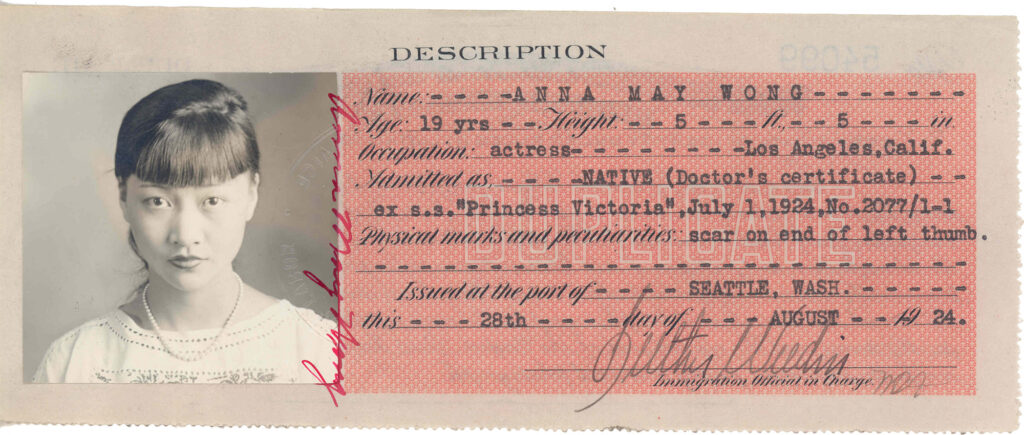 DESCRIPTION
Name: - - - - ANNA MAY WONG - - - - - - -
Age: 19 yrs - - Height: - - 5 - - ft., - - 5 - - in.
Occupation: actress- - - - - - - - -Los Angeles,Calif.
Admitted as, - - - - -NATIVE (Doctor's certificate) - -
ex s.s."Princess Victoria",July 1,1924,No.2077/1-1
Physical marks and peculiarities: scar on end of left thumb.
DUPLICATE
Issued at the port of - - - - SEATTLE, WASH. - - - - -
this - - - 28th - - - - day of - - - AUGUST - - 19 24.
Immigration Official in Charge.
Anna May Wong